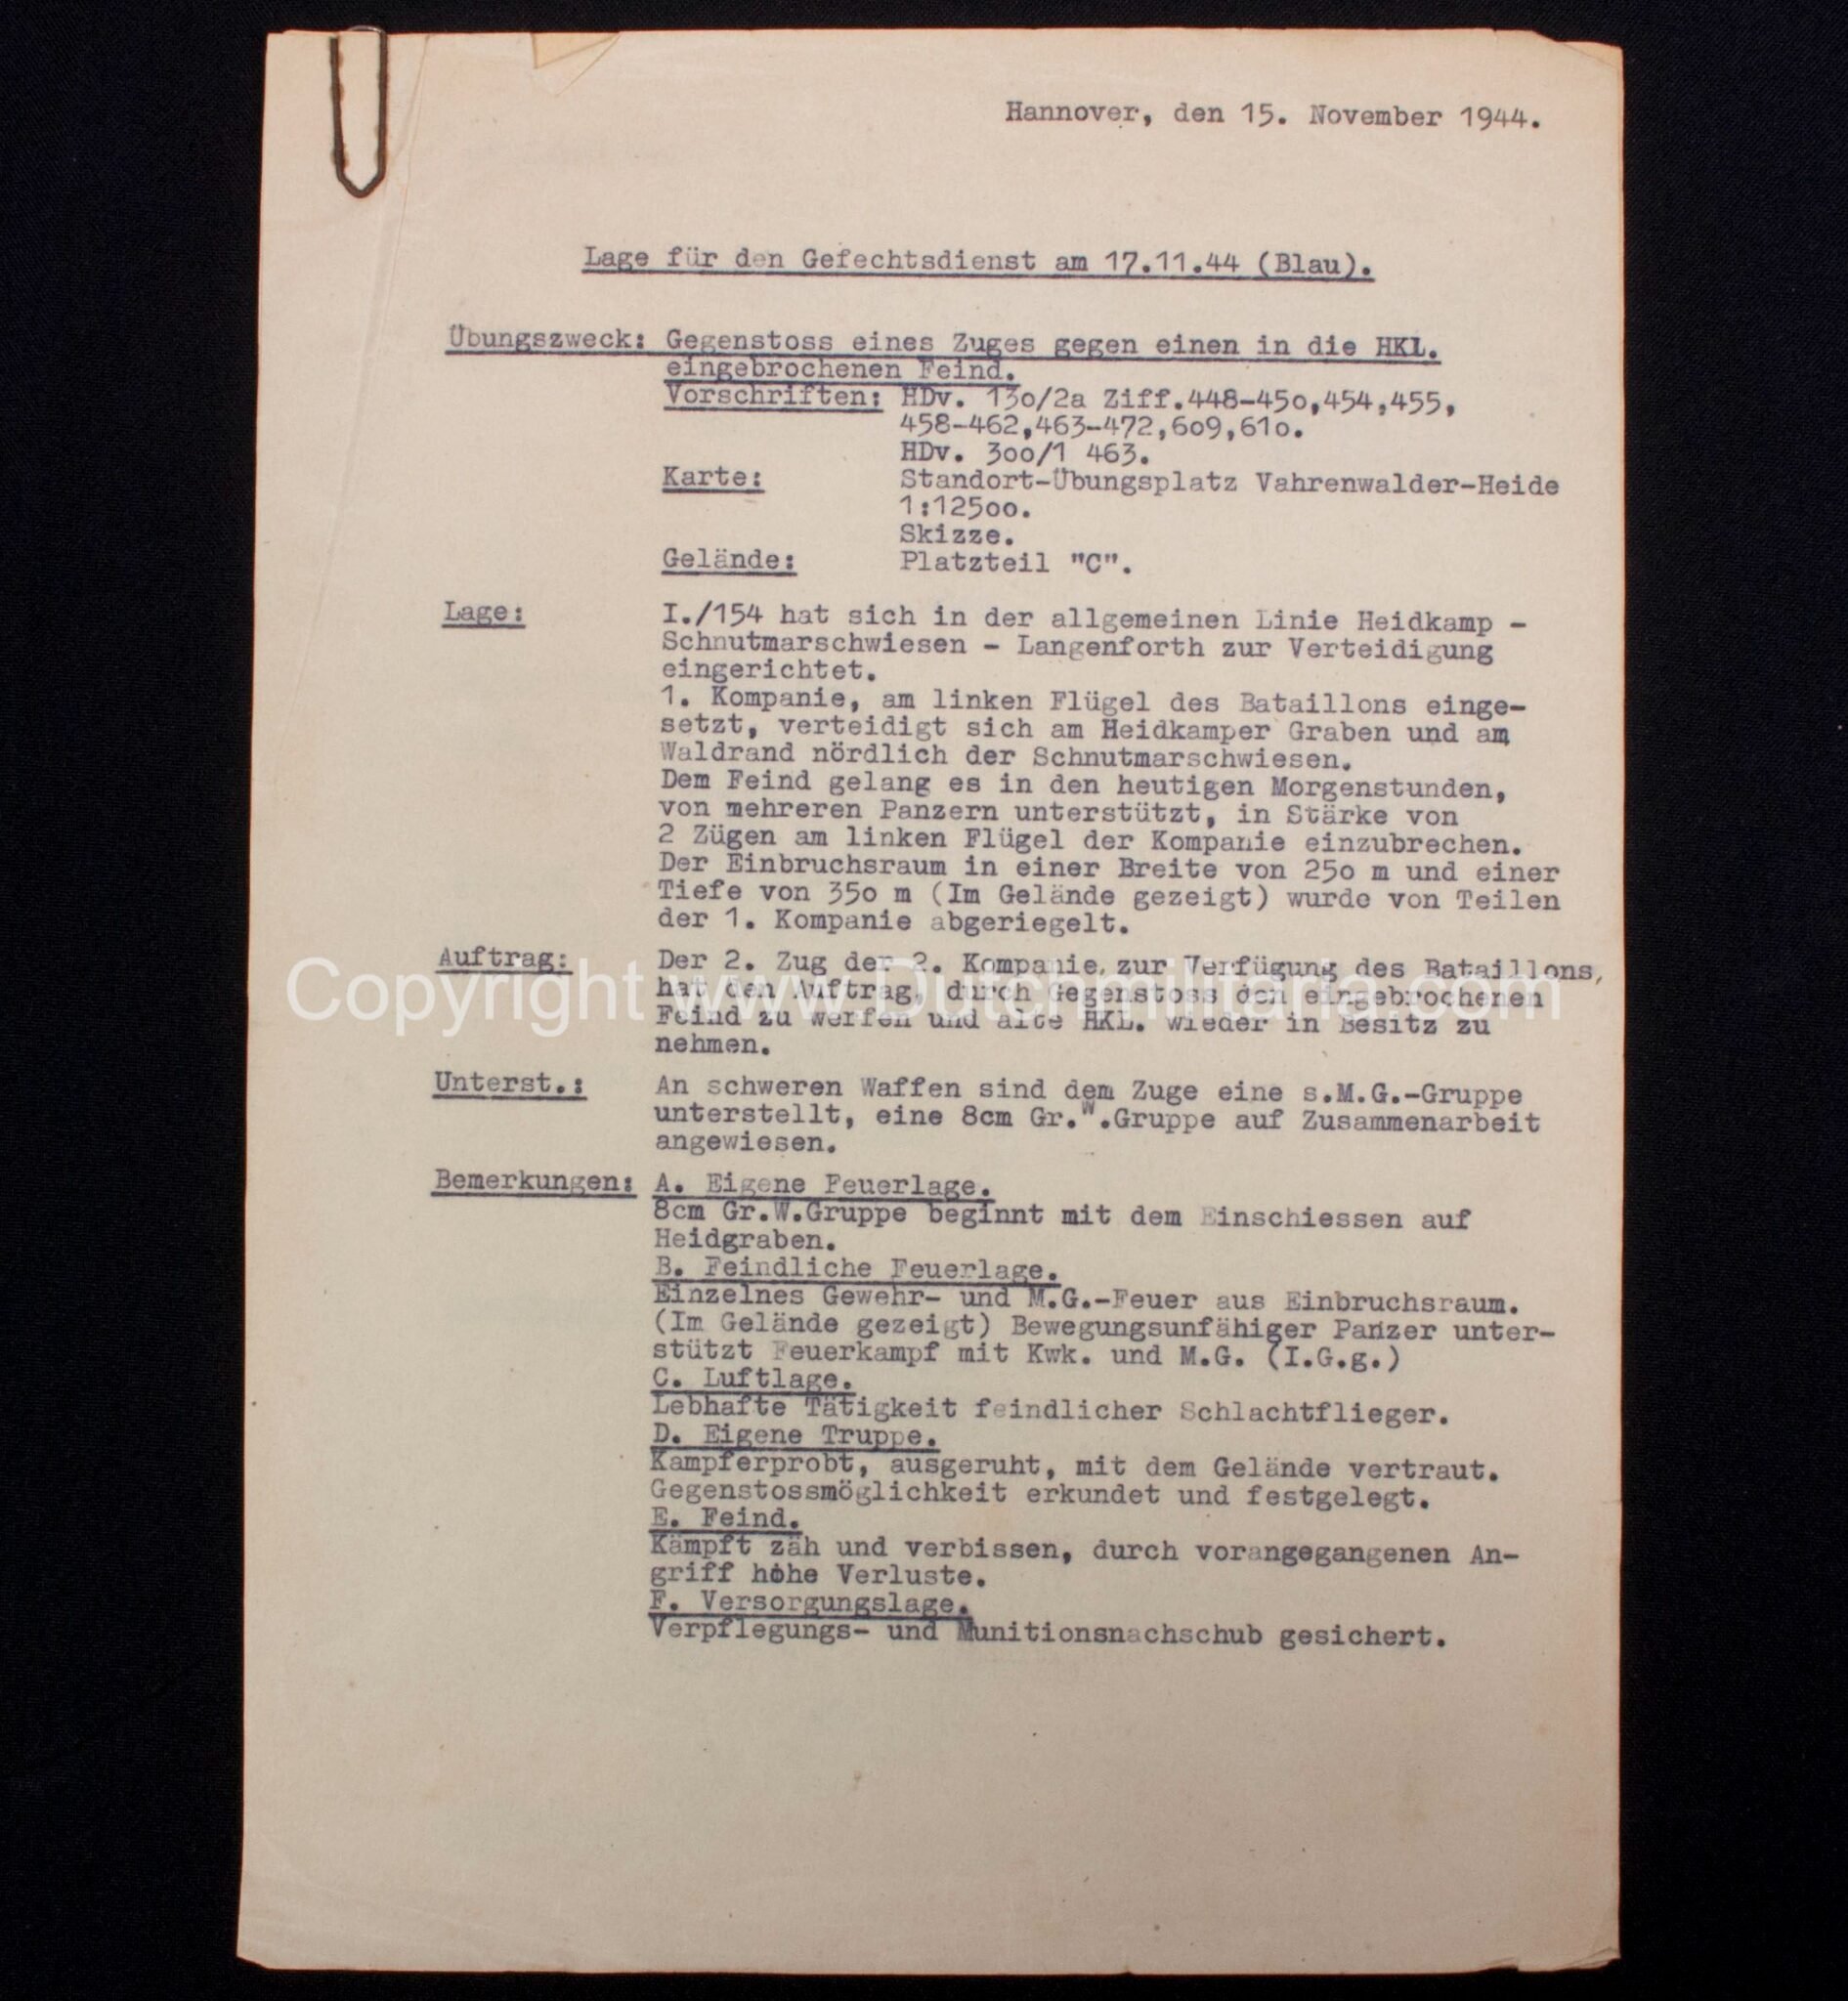 Hannover, den 15. November 1944.
Lage für den Gefechtsdienst am 17.11.44 (Blau).
Übungszweck: Gegenstoss eines Zuges gegen einen in die HKL.
eingebrochenen Feind.
Vorschriften: HDv. 13o/2a Ziff.448-45o,454,455,
458-462,463-472,6o9,61o.
HDv. 3oo/1 463.
Karte: Standort-Übungsplatz Vahrenwalder-Heide
1:125oo.
Skizze.
Gelände: Platzteil "C".
Lage: I./154 hat sich in der allgemeinen Linie Heidkamp -
Schnutmarschwiesen - Langenforth zur Verteidigung
eingerichtet.
1. Kompanie, am linken Flügel des Bataillons einge-
setzt, verteidigt sich am Heidkamper Graben und am
Waldrand nördlich der Schnutmarschwiesen.
Dem Feind gelang es in den heutigen Morgenstunden,
von mehreren Panzern unterstützt, in Stärke von
2 Zügen am linken Flügel der Kompanie einzubrechen.
Der Einbruchsraum in einer Breite von 25o m und einer
Tiefe von 35o m (Im Gelände gezeigt) wurde von Teilen
der 1. Kompanie abgeriegelt.
Auftrag: Der 2. Zug der 2. Kompanie, zur Verfügung des Bataillons,
hat den Auftrag, durch Gegenstoss den eingebrochenen
Feind zu werfen und alte HKL. wieder in Besitz zu
nehmen.
Copyright www.Dutchmilitaria.com
Unterst.: An schweren Waffen sind dem Zuge eine s.M.G.-Gruppe
unterstellt, eine 8cm Gr.W.Gruppe auf Zusammenarbeit
angewiesen.
Bemerkungen: A. Eigene Feuerlage.
8cm Gr.W.Gruppe beginnt mit dem Einschiessen auf
Heidgraben.
B. Feindliche Feuerlage.
Einzelnes Gewehr- und M.G.-Feuer aus Einbruchsraum.
(Im Gelände gezeigt) Bewegungsunfähiger Panzer unter-
stützt Feuerkampf mit Kwk. und M.G. (I.G.g.)
C. Luftlage.
Lebhafte Tätigkeit feindlicher Schlachtflieger.
D. Eigene Truppe.
Kampferprobt, ausgeruht, mit dem Gelände vertraut.
Gegenstossmöglichkeit erkundet und festgelegt.
E. Feind.
Kämpft zäh und verbissen, durch vorangegangenen An-
griff hohe Verluste.
F. Versorgungslage.
Verpflegungs- und Munitionsnachschub gesichert.